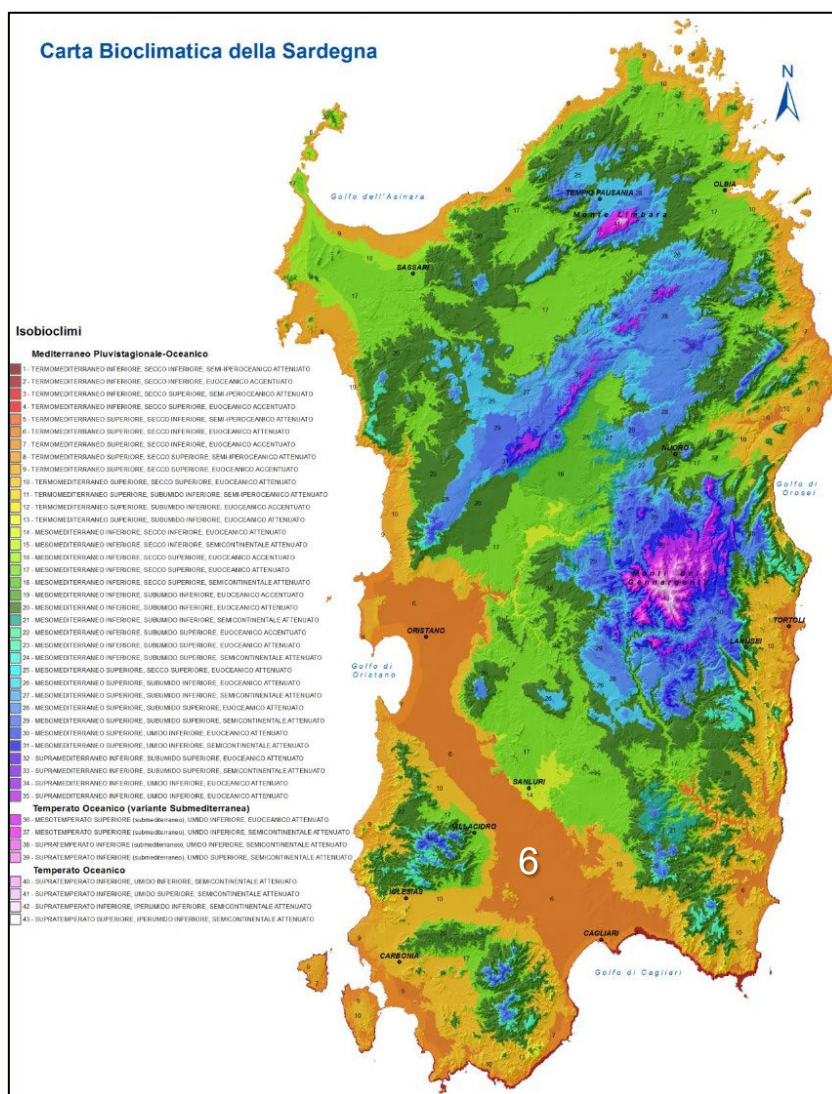 Carta Bioclimatica della Sardegna
N
Golfo dell'Asinara
TEMPIO PAUSANIA
OLBIA
Monte Limbara
SASSARI
Isobioclimi
Mediterraneo Pluvistagionale-Oceanico
1 - TERMOMEDITERRANEO INFERIORE, SECCO INFERIORE, SEMI-IPEROCEANICO ATTENUATO
2 - TERMOMEDITERRANEO INFERIORE, SECCO INFERIORE, EUOCEANICO ACCENTUATO
3 - TERMOMEDITERRANEO INFERIORE, SECCO SUPERIORE, SEMI-IPEROCEANICO ATTENUATO
4 - TERMOMEDITERRANEO INFERIORE, SECCO SUPERIORE, EUOCEANICO ACCENTUATO
5 - TERMOMEDITERRANEO SUPERIORE, SECCO INFERIORE, SEMI-IPEROCEANICO ATTENUATO
6 - TERMOMEDITERRANEO SUPERIORE, SECCO INFERIORE, EUOCEANICO ATTENUATO
7 - TERMOMEDITERRANEO SUPERIORE, SECCO INFERIORE, EUOCEANICO ACCENTUATO
8 - TERMOMEDITERRANEO SUPERIORE, SECCO SUPERIORE, SEMI-IPEROCEANICO ATTENUATO
9 - TERMOMEDITERRANEO SUPERIORE, SECCO SUPERIORE, EUOCEANICO ACCENTUATO
10 - TERMOMEDITERRANEO SUPERIORE, SECCO SUPERIORE, EUOCEANICO ATTENUATO
11 - TERMOMEDITERRANEO SUPERIORE, SUBUMIDO INFERIORE, SEMI-IPEROCEANICO ATTENUATO
12 - TERMOMEDITERRANEO SUPERIORE, SUBUMIDO INFERIORE, EUOCEANICO ACCENTUATO
13 - TERMOMEDITERRANEO SUPERIORE, SUBUMIDO INFERIORE, EUOCEANICO ATTENUATO
14 - MESOMEDITERRANEO INFERIORE, SECCO INFERIORE, EUOCEANICO ATTENUATO
15 - MESOMEDITERRANEO INFERIORE, SECCO INFERIORE, SEMICONTINENTALE ATTENUATO
16 - MESOMEDITERRANEO INFERIORE, SECCO SUPERIORE, EUOCEANICO ACCENTUATO
17 - MESOMEDITERRANEO INFERIORE, SECCO SUPERIORE, EUOCEANICO ATTENUATO
18 - MESOMEDITERRANEO INFERIORE, SECCO SUPERIORE, SEMICONTINENTALE ATTENUATO
19 - MESOMEDITERRANEO INFERIORE, SUBUMIDO INFERIORE, EUOCEANICO ACCENTUATO
20 - MESOMEDITERRANEO INFERIORE, SUBUMIDO INFERIORE, EUOCEANICO ATTENUATO
21 - MESOMEDITERRANEO INFERIORE, SUBUMIDO INFERIORE, SEMICONTINENTALE ATTENUATO
22 - MESOMEDITERRANEO INFERIORE, SUBUMIDO SUPERIORE, EUOCEANICO ACCENTUATO
23 - MESOMEDITERRANEO INFERIORE, SUBUMIDO SUPERIORE, EUOCEANICO ATTENUATO
24 - MESOMEDITERRANEO INFERIORE, SUBUMIDO SUPERIORE, SEMICONTINENTALE ATTENUATO
25 - MESOMEDITERRANEO SUPERIORE, SECCO SUPERIORE, EUOCEANICO ATTENUATO
26 - MESOMEDITERRANEO SUPERIORE, SUBUMIDO INFERIORE, EUOCEANICO ATTENUATO
27 - MESOMEDITERRANEO SUPERIORE, SUBUMIDO INFERIORE, SEMICONTINENTALE ATTENUATO
28 - MESOMEDITERRANEO SUPERIORE, SUBUMIDO SUPERIORE, EUOCEANICO ATTENUATO
29 - MESOMEDITERRANEO SUPERIORE, SUBUMIDO SUPERIORE, SEMICONTINENTALE ATTENUATO
30 - MESOMEDITERRANEO SUPERIORE, UMIDO INFERIORE, EUOCEANICO ATTENUATO
31 - MESOMEDITERRANEO SUPERIORE, UMIDO INFERIORE, SEMICONTINENTALE ATTENUATO
32 - SUPRAMEDITERRANEO INFERIORE, SUBUMIDO SUPERIORE, EUOCEANICO ATTENUATO
33 - SUPRAMEDITERRANEO INFERIORE, SUBUMIDO SUPERIORE, SEMICONTINENTALE ATTENUATO
34 - SUPRAMEDITERRANEO INFERIORE, UMIDO INFERIORE, EUOCEANICO ATTENUATO
35 - SUPRAMEDITERRANEO INFERIORE, UMIDO INFERIORE, SEMICONTINENTALE ATTENUATO
Temperato Oceanico (variante Submediterranea)
36 - MESOTEMPERATO SUPERIORE (submediterraneo), UMIDO INFERIORE, EUOCEANICO ATTENUATO
37 - MESOTEMPERATO SUPERIORE (submediterraneo), UMIDO INFERIORE, SEMICONTINENTALE ATTENUATO
38 - SUPRATEMPERATO INFERIORE (submediterraneo), UMIDO INFERIORE, SEMICONTINENTALE ATTENUATO
39 - SUPRATEMPERATO INFERIORE (submediterraneo), UMIDO SUPERIORE, SEMICONTINENTALE ATTENUATO
Temperato Oceanico
40 - SUPRATEMPERATO INFERIORE, UMIDO INFERIORE, SEMICONTINENTALE ATTENUATO
41 - SUPRATEMPERATO INFERIORE, UMIDO SUPERIORE, SEMICONTINENTALE ATTENUATO
42 - SUPRATEMPERATO INFERIORE, IPERUMIDO INFERIORE, SEMICONTINENTALE ATTENUATO
43 - SUPRATEMPERATO SUPERIORE, IPERUMIDO INFERIORE, SEMICONTINENTALE ATTENUATO
NUORO
Golfo di
Orosei
Monti del
Gennargentu
ORISTANO
TORTOLI
LANUSEI
Golfo di
Oristano
SANLURI
VILLACIDRO
6
IGLESIAS
CAGLIARI
CARBONIA
Golfo di Cagliari